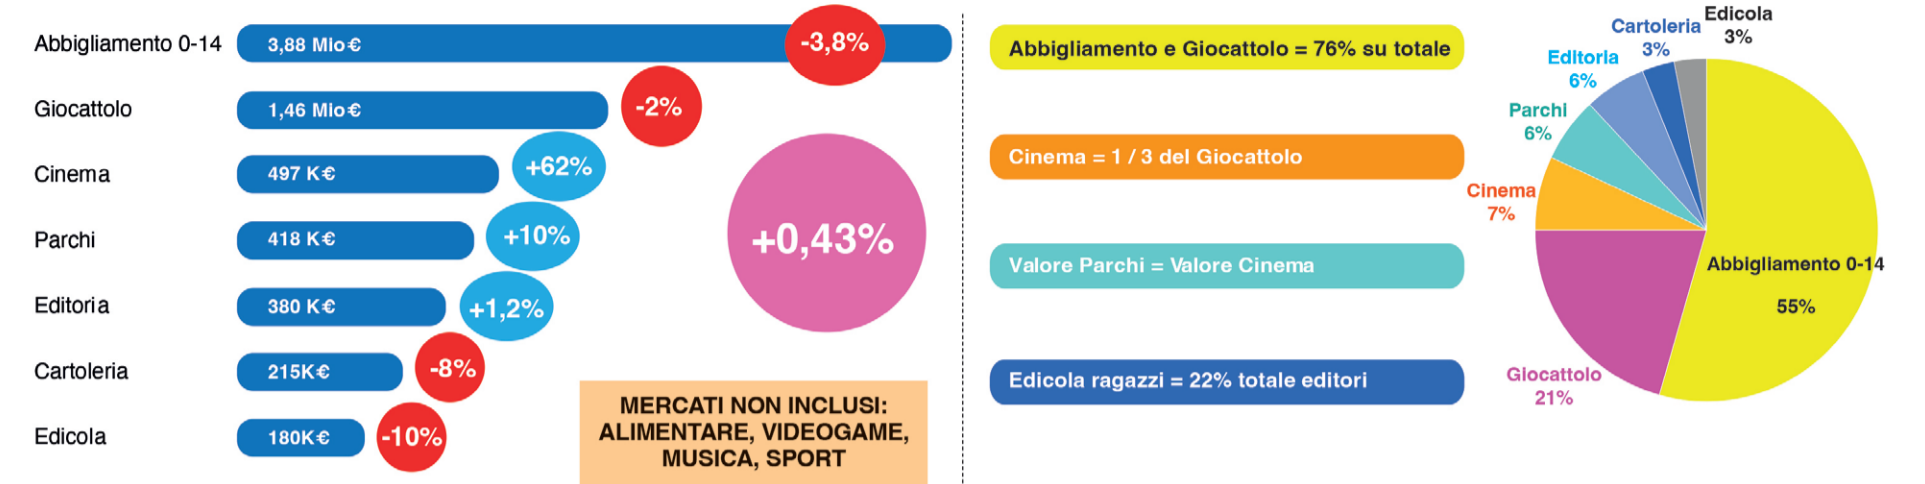 Abbigliamento 0-14
3,88 Mio€
-3,8%
Giocattolo
1,46 Mio€
-2%
Cinema
497 K€
+62%
Parchi
418 K€
+10%
Editoria
380 K€
+1,2%
Cartoleria
215K€
-8%
Edicola
180K€
-10%
+0,43%
MERCATI NON INCLUSI:
ALIMENTARE, VIDEOGAME,
MUSICA, SPORT
Abbigliamento e Giocattolo = 76% su totale
Cinema = 1 / 3 del Giocattolo
Valore Parchi = Valore Cinema
Edicola ragazzi = 22% totale editori
Edicola
3%
Cartoleria
3%
Editoria
6%
Parchi
6%
Cinema
7%
Abbigliamento 0-14
55%
Giocattolo
21%